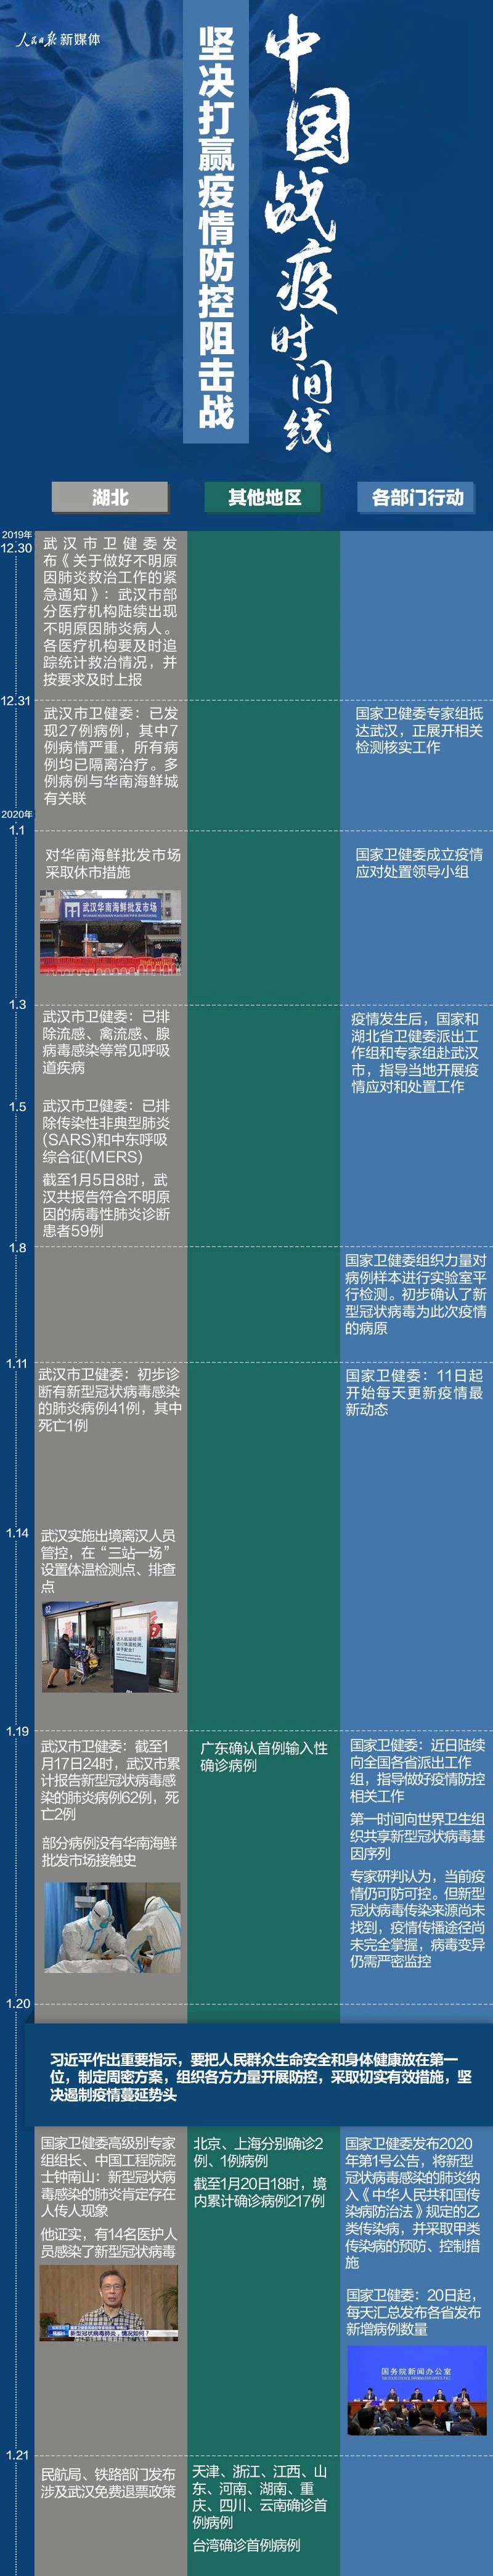 人民日报新媒体
中国战疫时间线
坚决打赢疫情防控阻击战
湖北
其他地区
各部门行动
2019年
12.30
武汉市卫健委发
布《关于做好不明原
因肺炎救治工作的紧
急通知》:武汉市部
分医疗机构陆续出现
不明原因肺炎病人。
各医疗机构要及时追
踪统计救治情况,并
按要求及时上报
12.31
武汉市卫健委:已发
现27例病例,其中7
例病情严重,所有病
例均已隔离治疗。多
例病例与华南海鲜城
有关联
国家卫健委专家组抵
达武汉,正展开相关
检测核实工作
2020年
1.1
对华南海鲜批发市场
采取休市措施
武汉华南海鲜批发市场
国家卫健委成立疫情
应对处置领导小组
1.3
武汉市卫健委:已排
除流感、禽流感、腺
病毒感染等常见呼吸
道疾病
疫情发生后,国家和
湖北省卫健委派出工
作组和专家组赴武汉
市,指导当地开展疫
情应对和处置工作
1.5
武汉市卫健委:已排
除传染性非典型肺炎
(SARS)和中东呼吸
综合征(MERS)
截至1月5日8时,武
汉共报告符合不明原
因的病毒性肺炎诊断
患者59例
1.8
国家卫健委组织力量对
病例样本进行实验室平
行检测。初步确认了新
型冠状病毒为此次疫情
的病原
1.11
武汉市卫健委:初步诊
断有新型冠状病毒感染
的肺炎病例41例,其中
死亡1例
国家卫健委:11日起
开始每天更新疫情最
新动态
1.14
武汉实施出境离汉人员
管控,在“三站一场”
设置体温检测点、排查
点
1.19
武汉市卫健委:截至1
月17日24时,武汉市累
计报告新型冠状病毒感
染的肺炎病例62例,死
亡2例
部分病例没有华南海鲜
批发市场接触史
广东确认首例输入性
确诊病例
国家卫健委:近日陆续
向全国各省派出工作
组,指导做好疫情防控
相关工作
第一时间向世界卫生组
织共享新型冠状病毒基
因序列
专家研判认为,当前疫
情仍可防可控。但新型
冠状病毒传染来源尚未
找到,疫情传播途径尚
未完全掌握,病毒变异
仍需严密监控
1.20
习近平作出重要指示,要把人民群众生命安全和身体健康放在第一
位,制定周密方案,组织各方力量开展防控,采取切实有效措施,坚
决遏制疫情蔓延势头
国家卫健委高级别专家
组组长、中国工程院院
士钟南山:新型冠状病
毒感染的肺炎肯定存在
人传人现象
他证实,有14名医护人
员感染了新型冠状病毒
新型冠状病毒肺炎,情况如何?
北京、上海分别确诊2
例、1例病例
截至1月20日18时,境
内累计确诊病例217例
国家卫健委发布2020
年第1号公告,将新型
冠状病毒感染的肺炎纳
入《中华人民共和国传
染病防治法》规定的乙
类传染病,并采取甲类
传染病的预防、控制措
施
国家卫健委:20日起,
每天汇总发布各省发布
新增病例数量
国务院新闻办公室
1.21
民航局、铁路部门发布
涉及武汉免费退票政策
天津、浙江、江西、山
东、河南、湖南、重
庆、四川、云南确诊首
例病例
台湾确诊首例病例